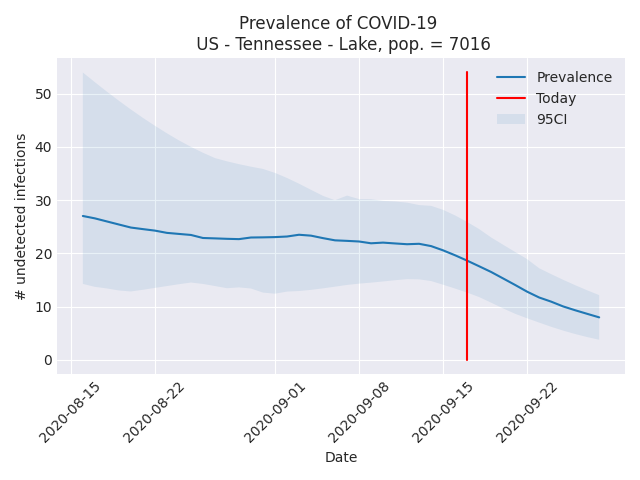 Prevalence of COVID-19
US - Tennessee - Lake, pop. = 7016
Prevalence
Today
95CI
# undetected infections
50
40
30
20
10
0
2020-08-15
2020-08-22
2020-09-01
2020-09-08
2020-09-15
2020-09-22
Date